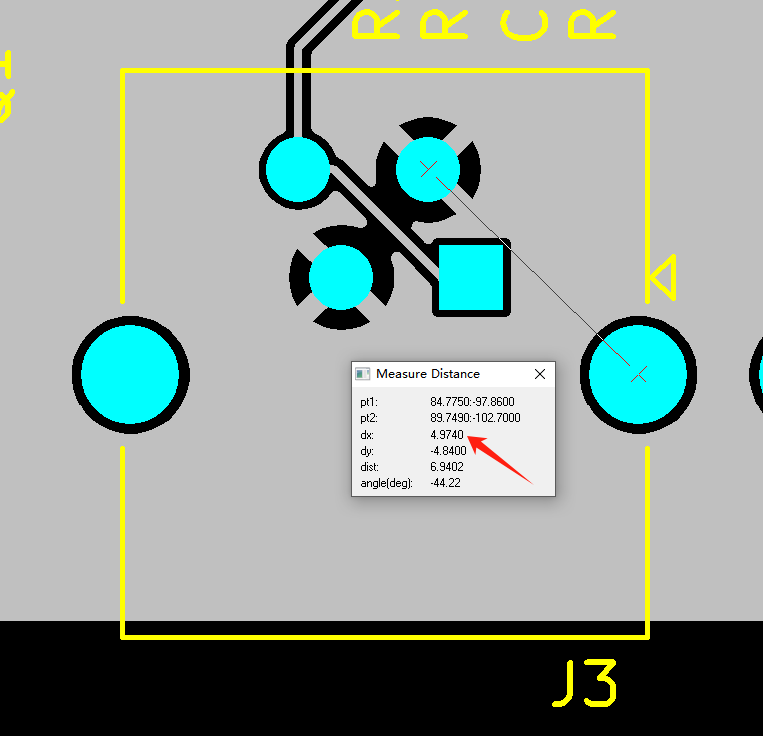 R
R
C
R
Q1
Measure Distance
pt1: 84.7750:-97.8600
pt2: 89.7490:-102.7000
dx: 4.9740
dy: -4.8400
dist: 6.9402
angle(deg): -44.22
J3